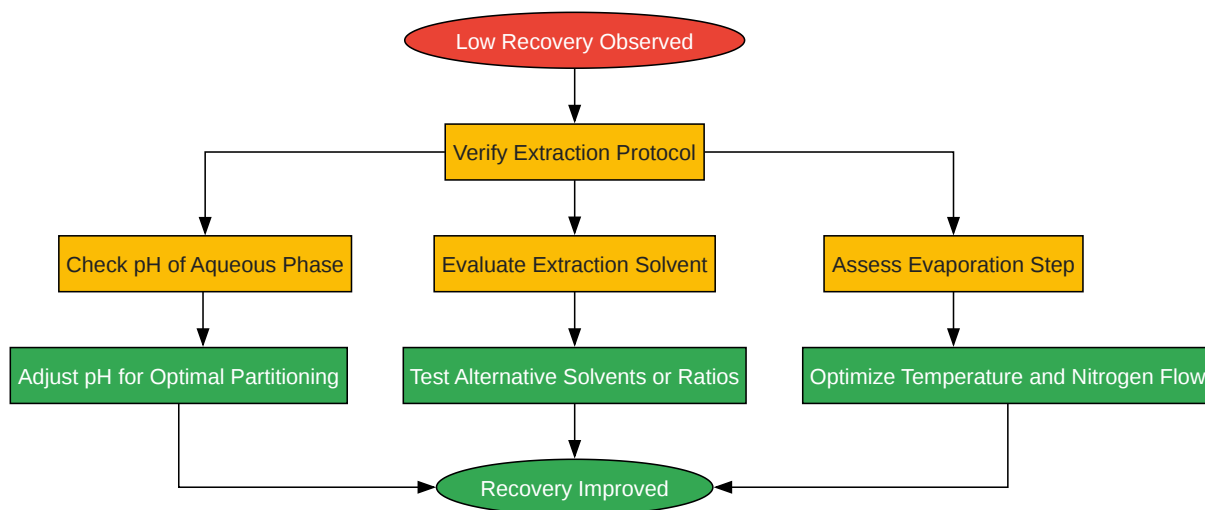 Low Recovery Observed
Verify Extraction Protocol
Check pH of Aqueous Phase
Evaluate Extraction Solvent
Assess Evaporation Step
Adjust pH for Optimal Partitioning
Test Alternative Solvents or Ratios
Optimize Temperature and Nitrogen Flow
Recovery Improved